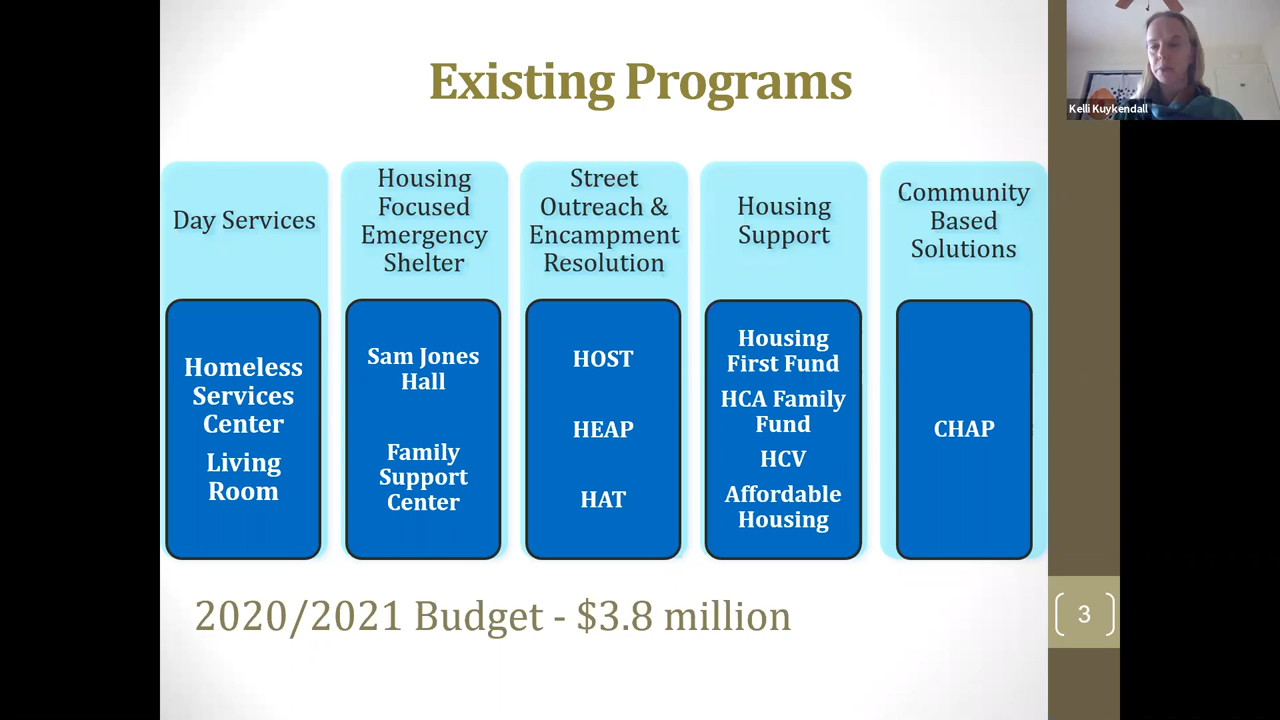 Existing Programs
Kelli Kuykendall
Day Services
Homeless
Services
Center
Living
Room
Housing
Focused
Emergency
Shelter
Sam Jones
Hall
Family
Support
Center
Street
Outreach &
Encampment
Resolution
HOST
HEAP
HAT
Housing
Support
Housing
First Fund
HCA Family
Fund
HCV
Affordable
Housing
Community
Based
Solutions
CHAP
2020/2021 Budget - $3.8 million
3